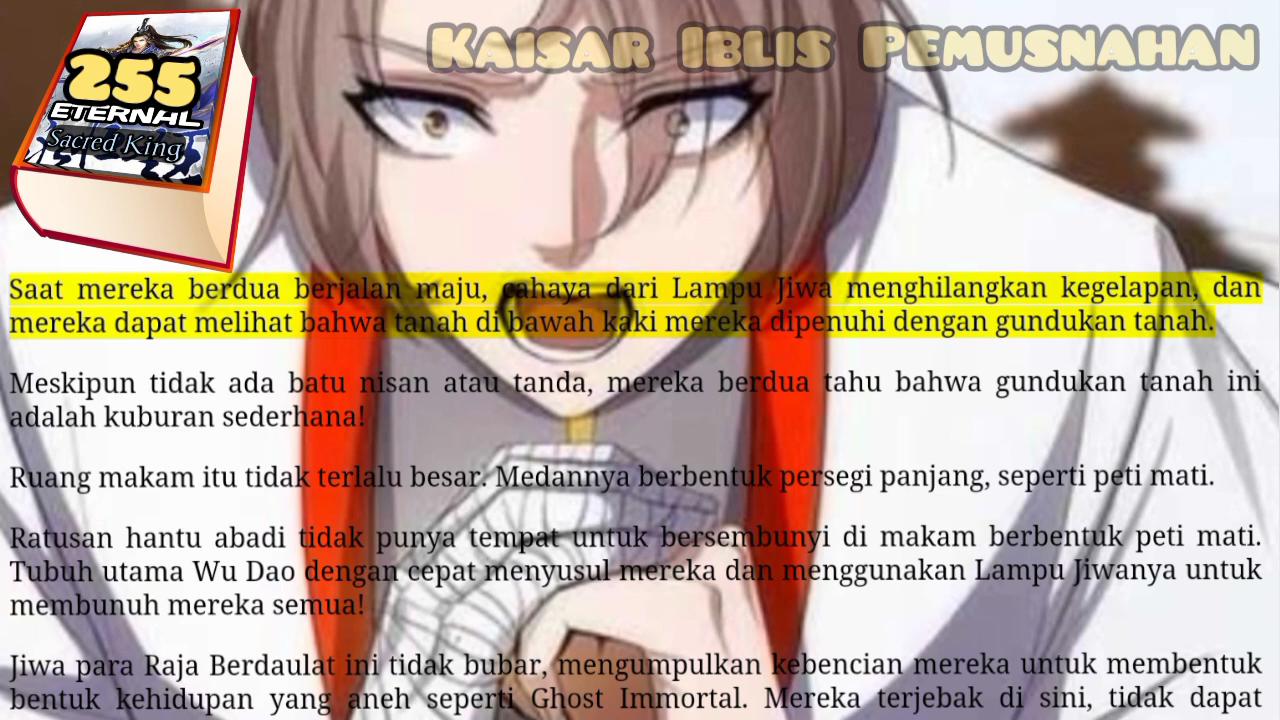 Kaisar Iblis Pemusnahan
255
ETERNAL
Sacred King
Saat mereka berdua berjalan maju, cahaya dari Lampu Jiwa menghilangkan kegelapan, dan
mereka dapat melihat bahwa tanah di bawah kaki mereka dipenuhi dengan gundukan tanah.
Meskipun tidak ada batu nisan atau tanda, mereka berdua tahu bahwa gundukan tanah ini
adalah kuburan sederhana!
Ruang makam itu tidak terlalu besar. Medannya berbentuk persegi panjang, seperti peti mati.
Ratusan hantu abadi tidak punya tempat untuk bersembunyi di makam berbentuk peti mati.
Tubuh utama Wu Dao dengan cepat menyusul mereka dan menggunakan Lampu Jiwanya untuk
membunuh mereka semua!
Jiwa para Raja Berdaulat ini tidak bubar, mengumpulkan kebencian mereka untuk membentuk
bentuk kehidupan yang aneh seperti Ghost Immortal. Mereka terjebak di sini, tidak dapat